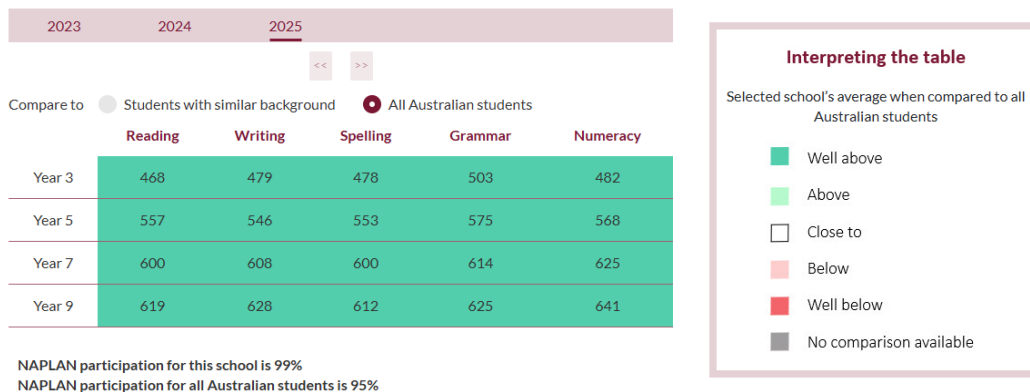 2023 2024 2025
<< >>
Compare to Students with similar background All Australian students
Reading Writing Spelling Grammar Numeracy
Year 3 468 479 478 503 482
Year 5 557 546 553 575 568
Year 7 600 608 600 614 625
Year 9 619 628 612 625 641
NAPLAN participation for this school is 99%
NAPLAN participation for all Australian students is 95%
Interpreting the table
Selected school's average when compared to all
Australian students
Well above
Above
Close to
Below
Well below
No comparison available